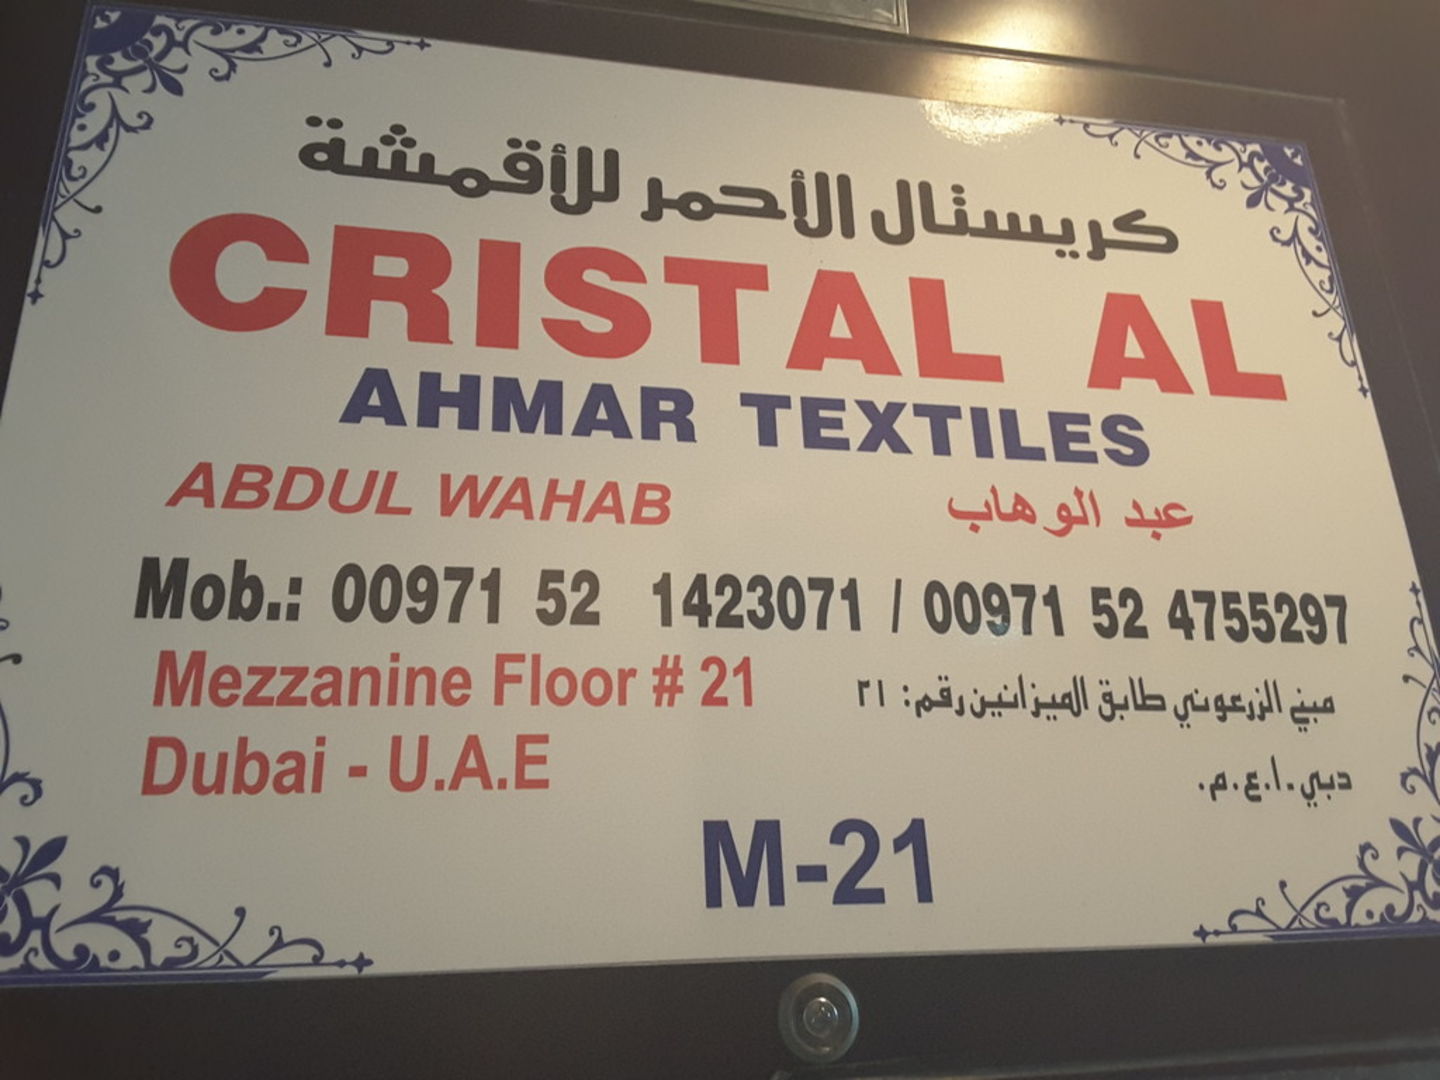 كريستال الأحمر للأقمشة
CRISTAL AL
AHMAR TEXTILES
ABDUL WAHAB عبد الوهاب
Mob.: 00971 52 1423071 / 00971 52 4755297
Mezzanine Floor # 21 مبنى الزرعوني طابق الميزانين رقم: ٢١
Dubai - U.A.E دبي.ا.ع.م.
M-21